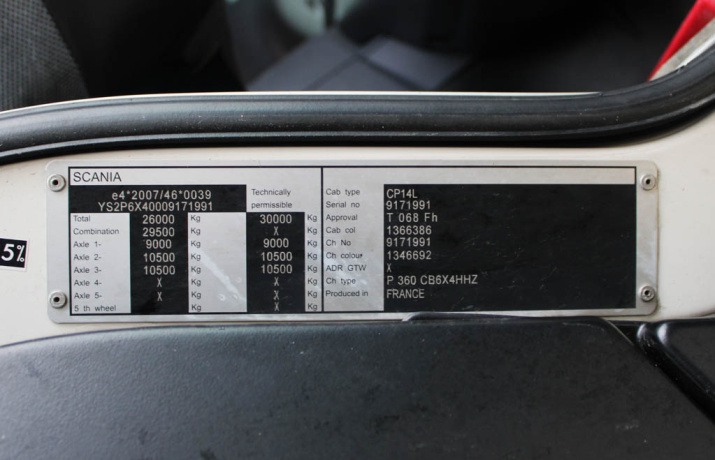 SCANIA
e4*2007/46*0039 Technically
YS2P6X40009171991 permissible
Total 26000 Kg 30000 Kg
Combination 29500 Kg X Kg
Axle 1- 9000 Kg 9000 Kg
Axle 2- 10500 Kg 10500 Kg
Axle 3- 10500 Kg 10500 Kg
Axle 4- X Kg X Kg
Axle 5- X Kg X Kg
5 th wheel Kg X Kg
Cab type CP14L
Serial no 9171991
Approval T 068 Fh
Cab col 1366386
Ch No 9171991
Ch colour 1346692
ADR GTW X
Ch type P 360 CB6X4HHZ
Produced in FRANCE
5%